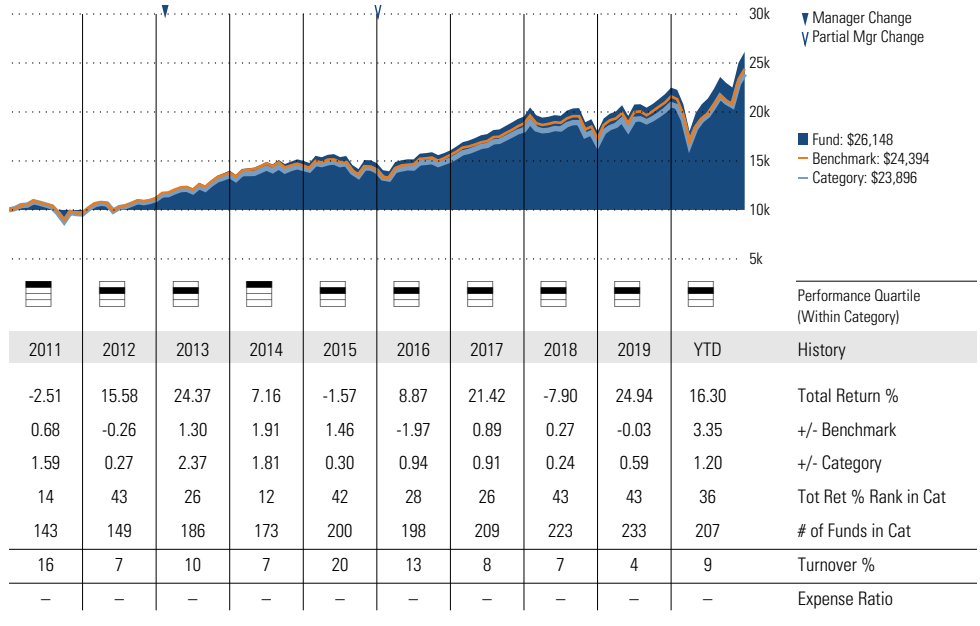 30k
25k
20k
15k
10k
5k
Manager Change
Partial Mgr Change
Fund: $26,148
Benchmark: $24,394
Category: $23,896
Performance Quartile
(Within Category)
2011 2012 2013 2014 2015 2016 2017 2018 2019 YTD History
-2.51 15.58 24.37 7.16 -1.57 8.87 21.42 -7.90 24.94 16.30 Total Return %
0.68 -0.26 1.30 1.91 1.46 -1.97 0.89 0.27 -0.03 3.35 +/- Benchmark
1.59 0.27 2.37 1.81 0.30 0.94 0.91 0.24 0.59 1.20 +/- Category
14 43 26 12 42 28 26 43 43 36 Tot Ret % Rank in Cat
143 149 186 173 200 198 209 223 233 207 # of Funds in Cat
16 7 10 7 20 13 8 7 4 9 Turnover %
– – – – – – – – – – Expense Ratio